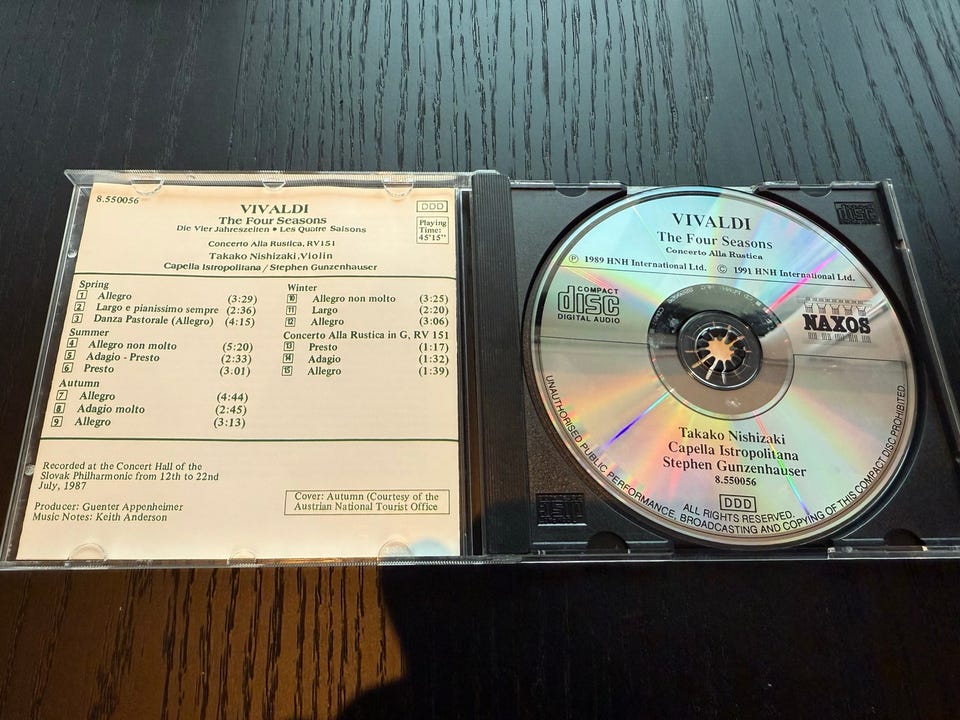 8.550056
VIVALDI
DDD
The Four Seasons
Die Vier Jahreszeiten • Les Quatre Saisons
Playing
Time:
45'15"
Concerto Alla Rustica, RV151
Takako Nishizaki,Violin
Capella Istropolitana / Stephen Gunzenhauser
Spring
1 Allegro (3:29)
2 Largo e pianissimo sempre (2:36)
3 Danza Pastorale (Allegro) (4:15)
Summer
4 Allegro non molto (5:20)
5 Adagio - Presto (2:33)
6 Presto (3:01)
Autumn
7 Allegro (4:44)
8 Adagio molto (2:45)
9 Allegro (3:13)
Winter
10 Allegro non molto (3:25)
11 Largo (2:20)
12 Allegro (3:06)
Concerto Alla Rustica in G, RV 151
13 Presto (1:17)
14 Adagio (1:32)
15 Allegro (1:39)
Recorded at the Concert Hall of the
Slovak Philharmonic from 12th to 22nd
July, 1987
Producer: Guenter Appenheimer
Music Notes: Keith Anderson
Cover: Autumn (Courtesy of the
Austrian National Tourist Office
VIVALDI
The Four Seasons
Concerto Alla Rustica
Ⓟ 1989 HNH International Ltd. © 1991 HNH International Ltd.
COMPACT
disc
DIGITAL AUDIO
NAXOS
Takako Nishizaki
Capella Istropolitana
Stephen Gunzenhauser
8.550056
DDD
ALL RIGHTS RESERVED.
UNAUTHORISED PUBLIC PERFORMANCE, BROADCASTING AND COPYING OF THIS COMPACT DISC PROHIBITED.
disc
disc